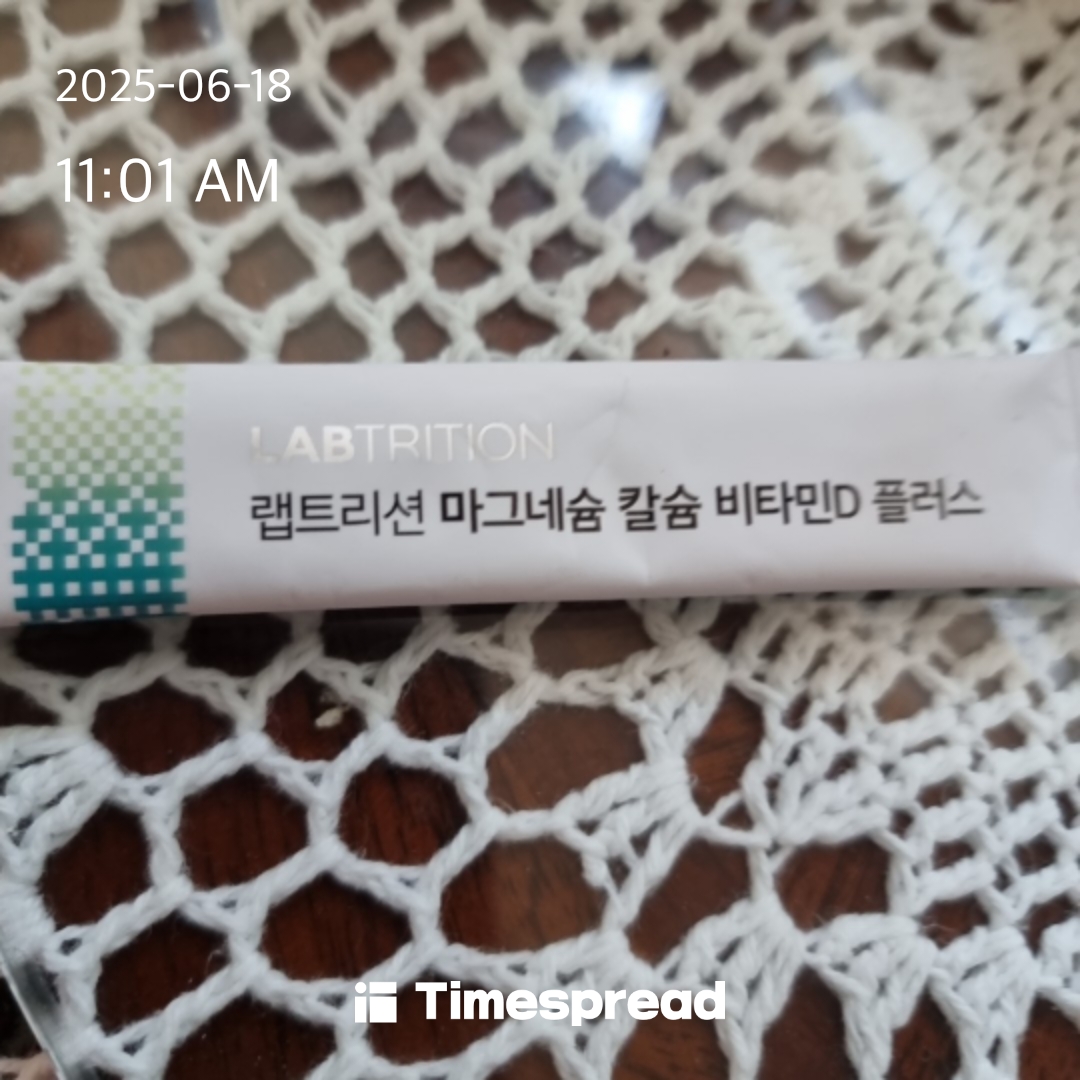 2025-06-18
11:01 AM
LABTRITION
랩트리션 마그네슘 칼슘 비타민D 플러스
Timespread